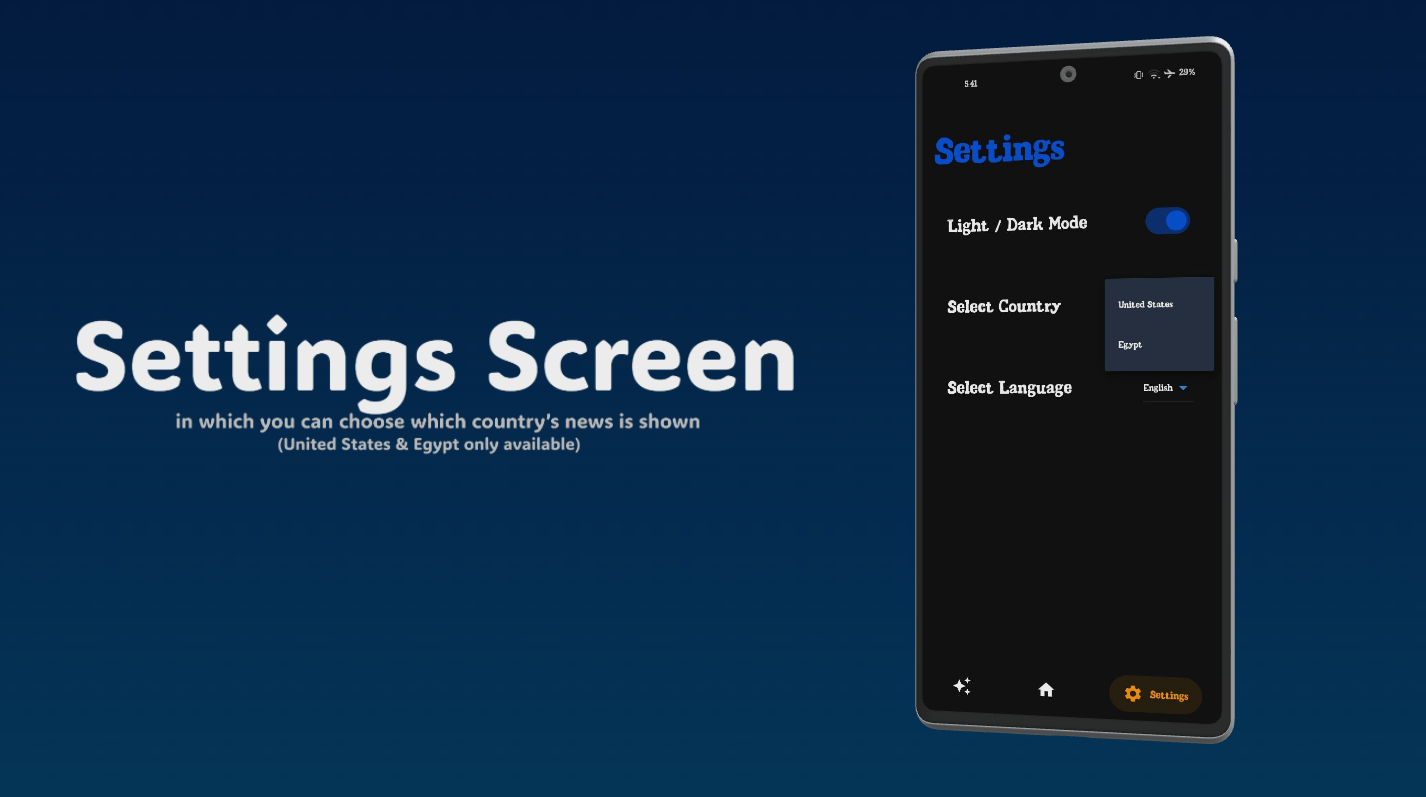 Settings Screen
in which you can choose which country's news is shown
(United States & Egypt only available)
5:41
29%
Settings
Light / Dark Mode
Select Country
United States
Egypt
Select Language
English
Settings